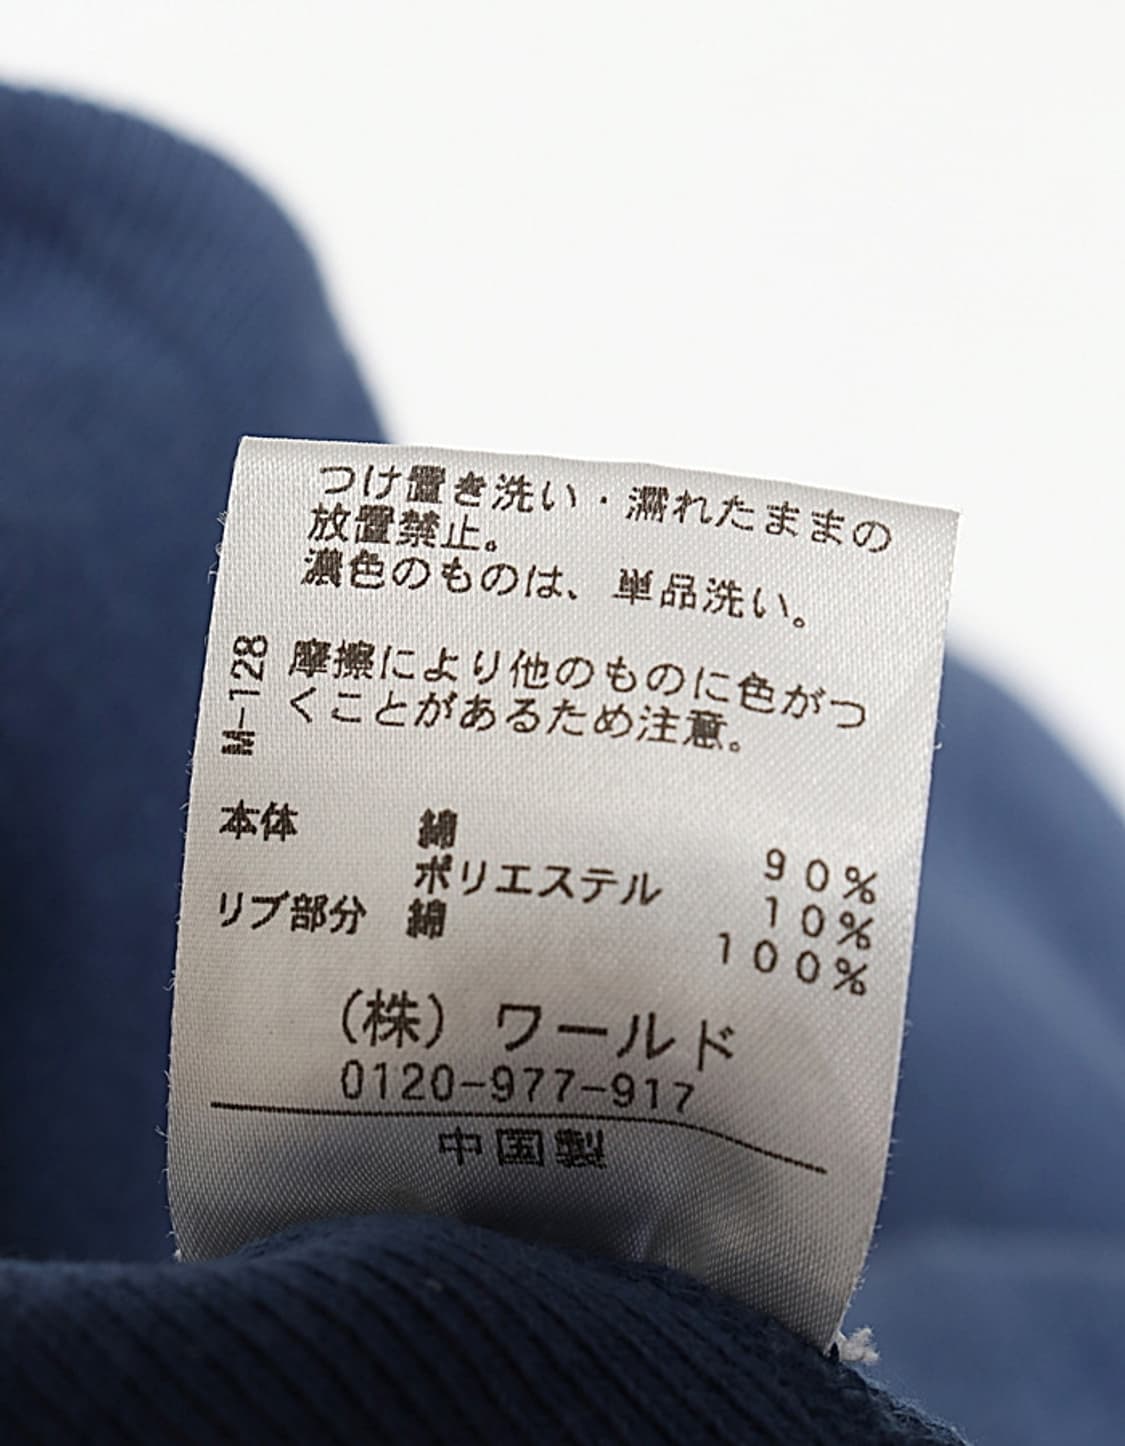 つけ置き洗い・濡れたままの
放置禁止。
濃色のものは、単品洗い。
摩擦により他のものに色がつ
くことがあるため注意。
M-128
本体 綿 90%
ポリエステル 10%
リブ部分 綿 100%
(株) ワールド
0120-977-917
中国製